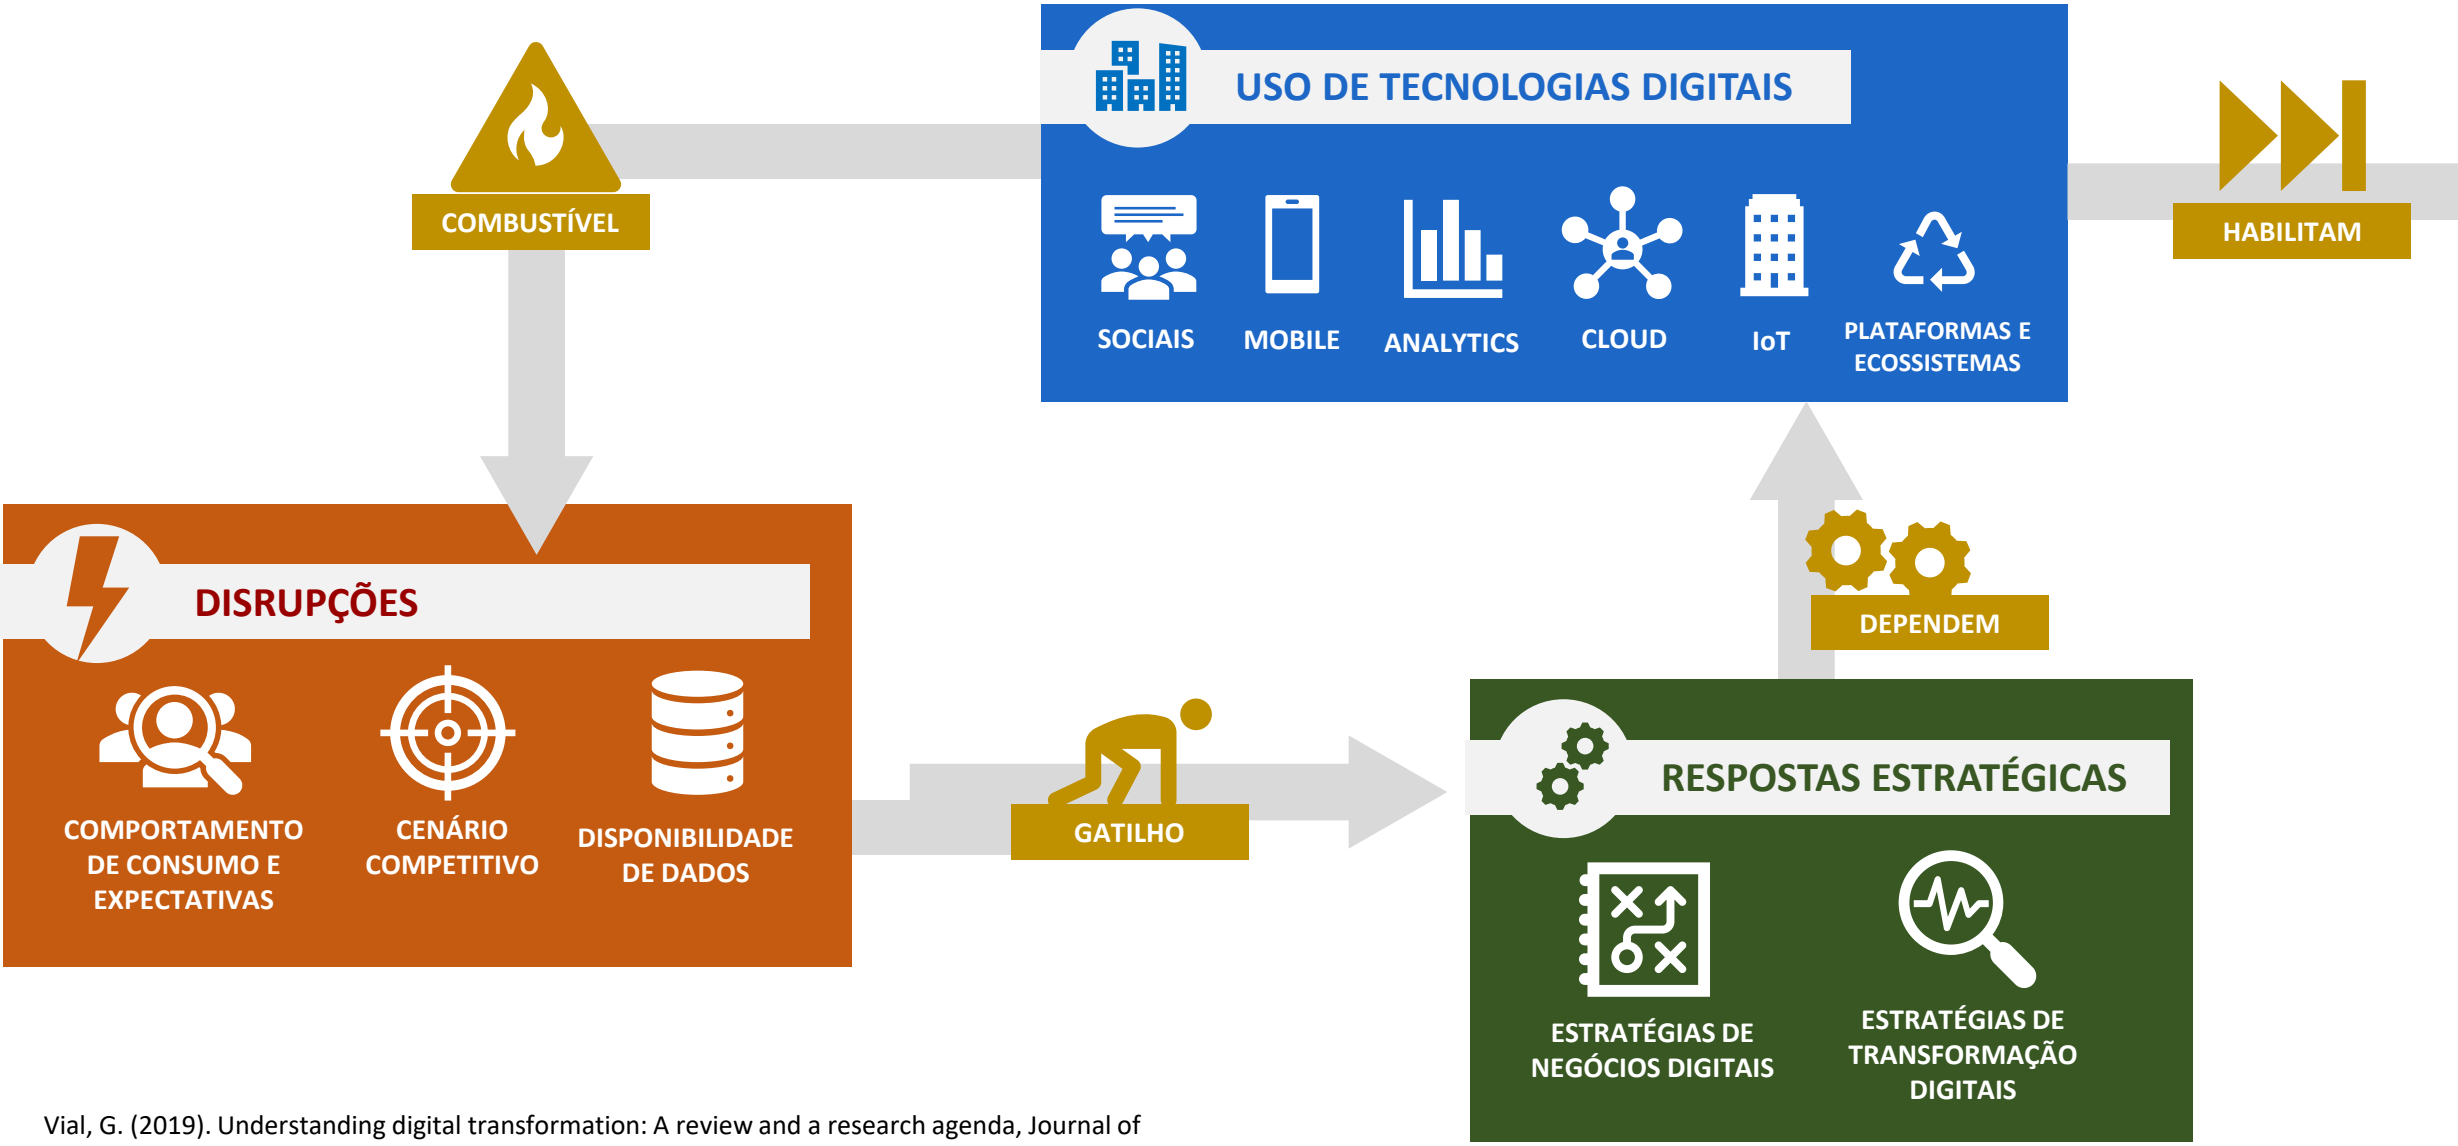 USO DE TECNOLOGIAS DIGITAIS
COMBUSTÍVEL
HABILITAM
SOCIAIS
MOBILE
ANALYTICS
CLOUD
IoT
PLATAFORMAS E
ECOSSISTEMAS
DISRUPÇÕES
DEPENDEM
COMPORTAMENTO
DE CONSUMO E
EXPECTATIVAS
CENÁRIO
COMPETITIVO
DISPONIBILIDADE
DE DADOS
GATILHO
RESPOSTAS ESTRATÉGICAS
ESTRATÉGIAS DE
NEGÓCIOS DIGITAIS
ESTRATÉGIAS DE
TRANSFORMAÇÃO
DIGITAIS
Vial, G. (2019). Understanding digital transformation: A review and a research agenda, Journal of